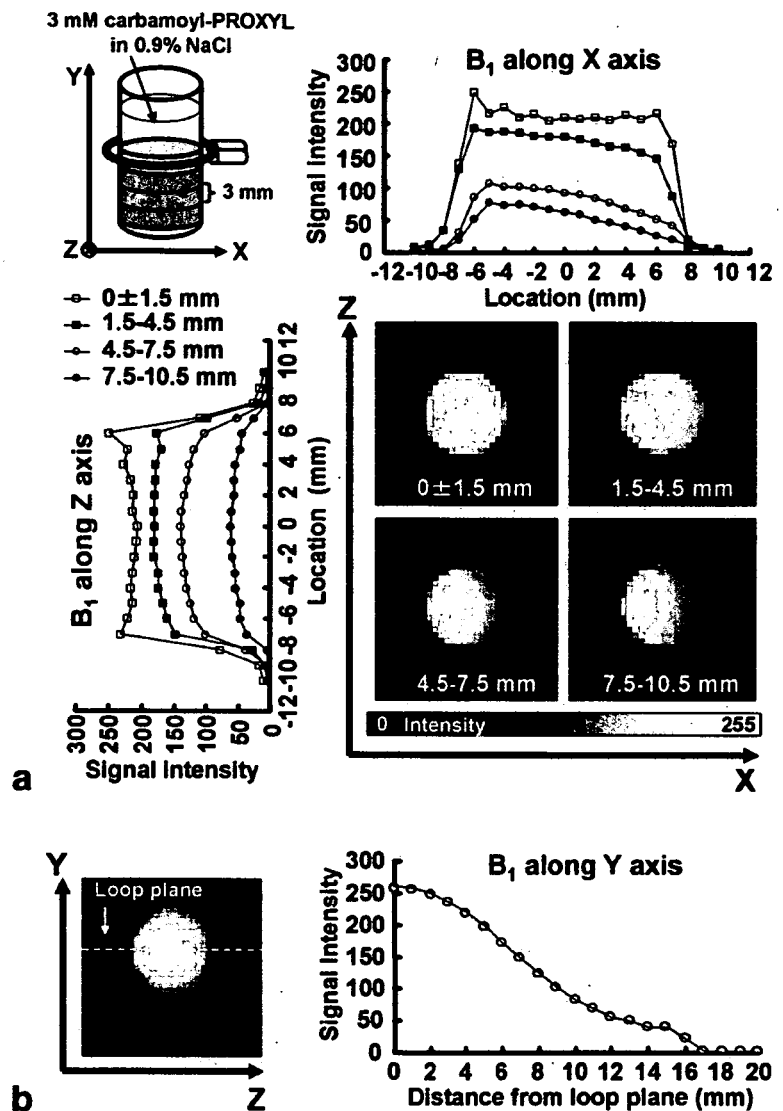 3 mM carbamoyl-PROXYL
in 0.9% NaCl
Y
3 mm
Z
X
B1 along X axis
Signal Intensity
300
250
200
150
100
50
0
-12 -10 -8 -6 -4 -2 0 2 4 6 8 10 12
Location (mm)
0±1.5 mm
1.5-4.5 mm
4.5-7.5 mm
7.5-10.5 mm
B1 along Z axis
Location (mm)
12
10
8
6
4
2
0
-2
-4
-6
-8
-10
-12
300 250 200 150 100 50 0
Signal Intensity
Z
0±1.5 mm
1.5-4.5 mm
4.5-7.5 mm
7.5-10.5 mm
0 Intensity 255
X
a
Y
Loop plane
Z
B1 along Y axis
Signal Intensity
300
250
200
150
100
50
0
0 2 4 6 8 10 12 14 16 18 20
Distance from loop plane (mm)
b